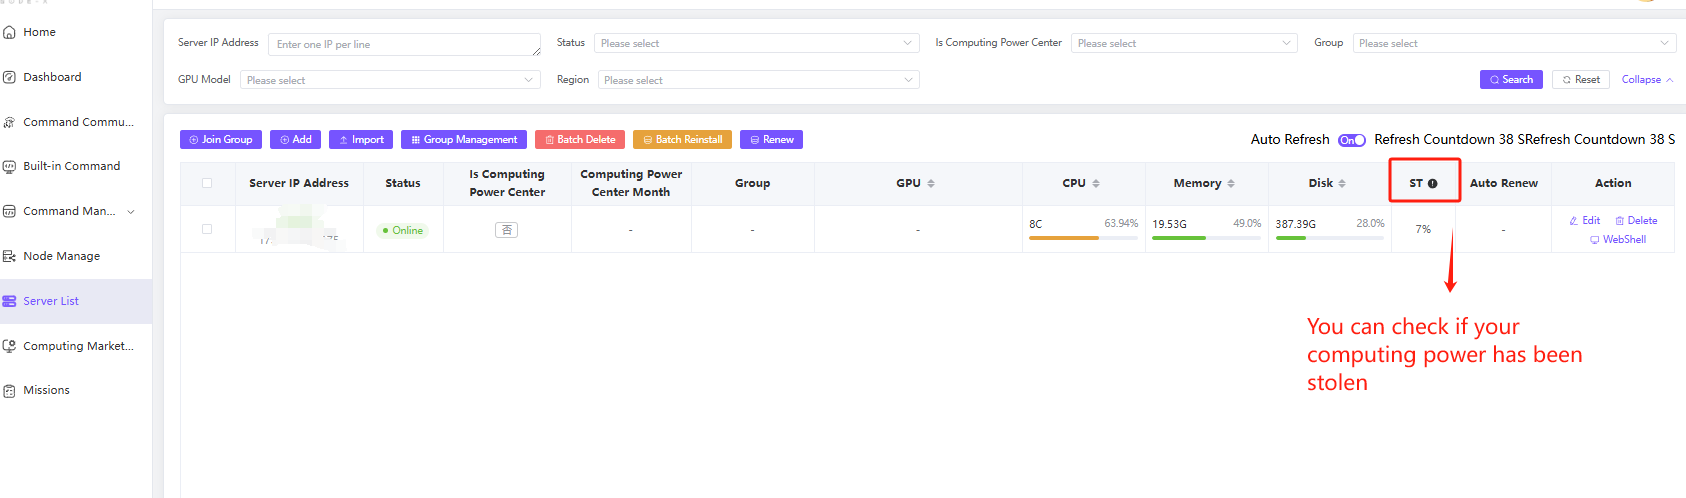 Home
Dashboard
Command Commu...
Built-in Command
Command Man...
Node Manage
Server List
Computing Market...
Missions
Server IP Address Enter one IP per line Status Please select Is Computing Power Center Please select Group Please select
GPU Model Please select Region Please select Search Reset Collapse
Join Group Add Import Group Management Batch Delete Batch Reinstall Renew Auto Refresh On Refresh Countdown 38 SRefresh Countdown 38 S
Server IP Address Status Is Computing Power Center Computing Power Center Month Group GPU CPU Memory Disk ST Auto Renew Action
Online 否 - - - 8C 63.94% 19.53G 49.0% 387.39G 28.0% 7% - Edit Delete
WebShell
You can check if your
computing power has been
stolen